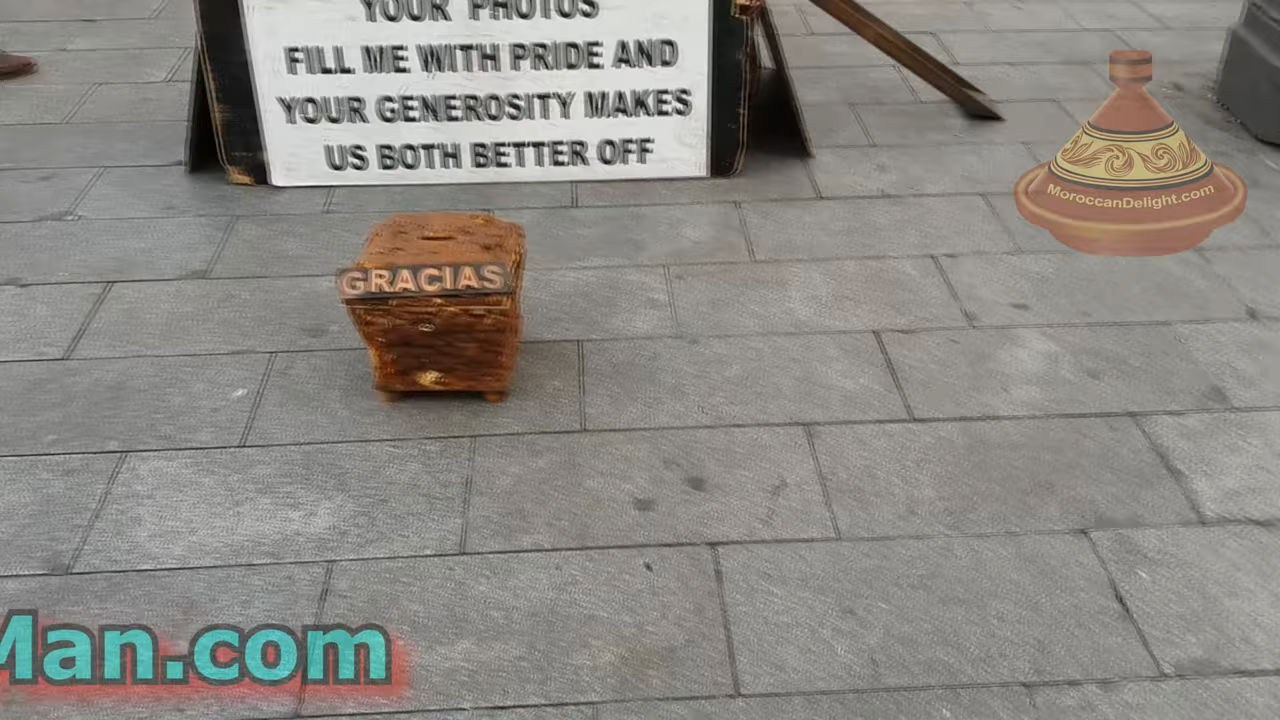 YOUR PHOTOS
FILL ME WITH PRIDE AND
YOUR GENEROSITY MAKES
US BOTH BETTER OFF
MoroccanDelight.com
GRACIAS
Man.com